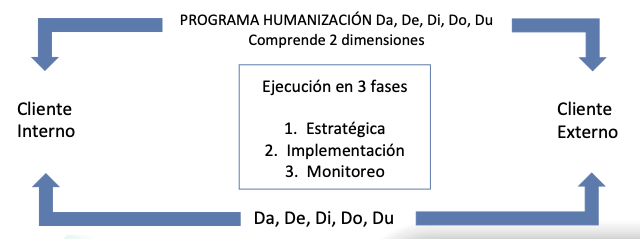 PROGRAMA HUMANIZACIÓN Da, De, Di, Do, Du
Comprende 2 dimensiones
Ejecución en 3 fases
1. Estratégica
2. Implementación
3. Monitoreo
Cliente
Interno
Cliente
Externo
Da, De, Di, Do, Du